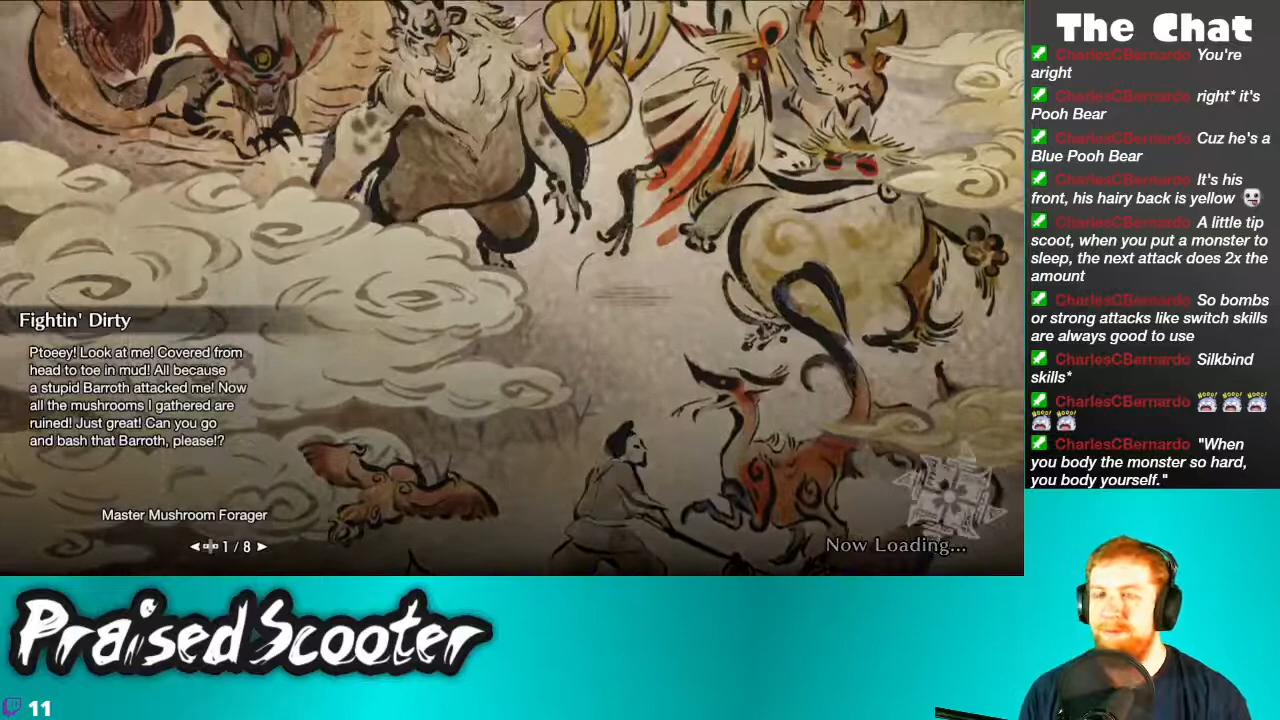 The Chat
CharlesCBernardo You're
aright
CharlesCBernardo right* it's
Pooh Bear
CharlesCBernardo Cuz he's a
Blue Pooh Bear
CharlesCBernardo It's his
front, his hairy back is yellow
CharlesCBernardo A little tip
scoot, when you put a monster to
sleep, the next attack does 2x the
amount
CharlesCBernardo So bombs
or strong attacks like switch skills
are always good to use
CharlesCBernardo Silkbind
skills*
CharlesCBernardo
CharlesCBernardo "When
you body the monster so hard,
you body yourself."
Fightin' Dirty
Ptoeey! Look at me! Covered from
head to toe in mud! All because
a stupid Barroth attacked me! Now
all the mushrooms I gathered are
ruined! Just great! Can you go
and bash that Barroth, please!?
Master Mushroom Forager
1 / 8
Now Loading...
Praised Scooter
11